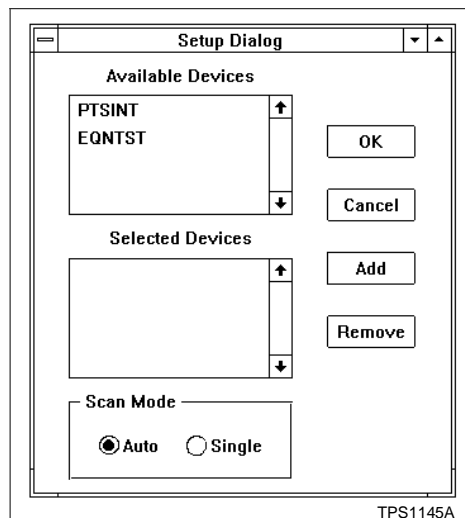 Setup Dialog
Available Devices
PTSINT
EQNTST
OK
Cancel
Selected Devices
Add
Remove
Scan Mode
Auto
Single
TPS1145A